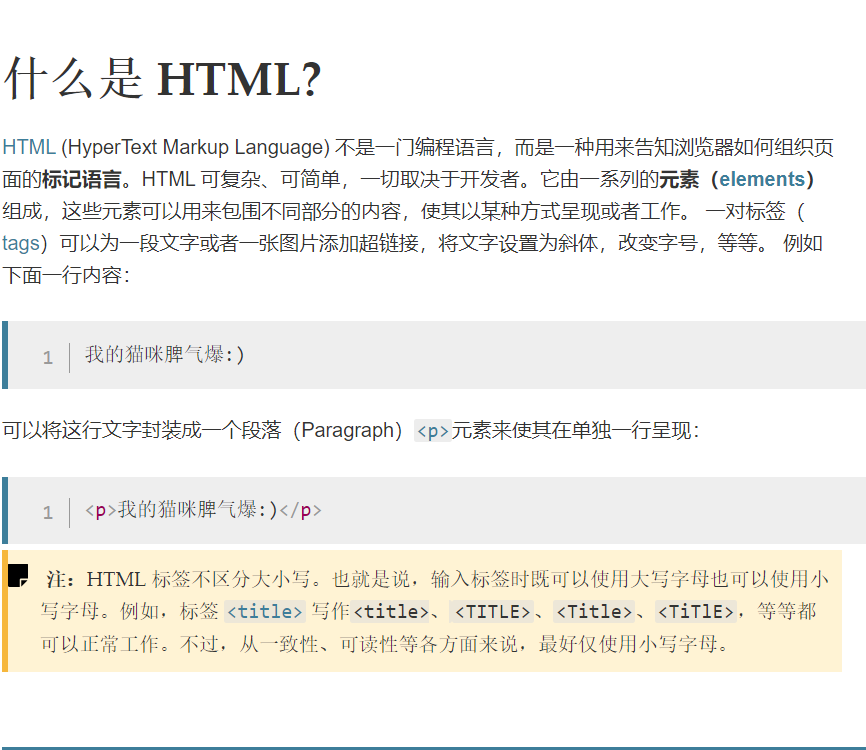 什么是 HTML?
HTML (HyperText Markup Language) 不是一门编程语言，而是一种用来告知浏览器如何组织页
面的标记语言。HTML 可复杂、可简单，一切取决于开发者。它由一系列的元素（elements）
组成，这些元素可以用来包围不同部分的内容，使其以某种方式呈现或者工作。 一对标签（
tags）可以为一段文字或者一张图片添加超链接，将文字设置为斜体，改变字号，等等。 例如
下面一行内容：
1 我的猫咪脾气爆:)
可以将这行文字封装成一个段落（Paragraph）<p>元素来使其在单独一行呈现：
1 <p>我的猫咪脾气爆:)</p>
注：HTML 标签不区分大小写。也就是说，输入标签时既可以使用大写字母也可以使用小
写字母。例如，标签 <title> 写作<title>、<TITLE>、<Title>、<TiTlE>，等等都
可以正常工作。不过，从一致性、可读性等各方面来说，最好仅使用小写字母。